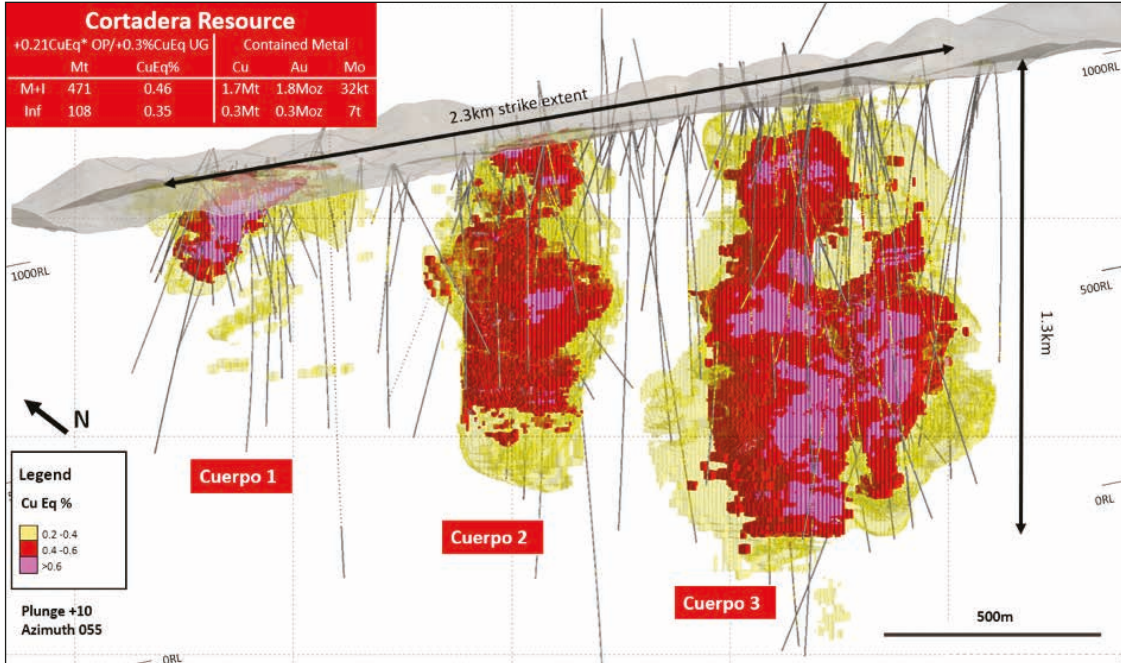 Cortadera Resource
+0.21CuEq* OP/+0.3%CuEq UG Contained Metal
Mt CuEq% Cu Au Mo
M+I 471 0.46 1.7Mt 1.8Moz 32kt
Inf 108 0.35 0.3Mt 0.3Moz 7t
2.3km strike extent
1000RL
1000RL
500RL
1.3km
N
Cuerpo 1
Legend
Cu Eq %
0.2 -0.4
0.4 -0.6
>0.6
0RL
Cuerpo 2
Cuerpo 3
Plunge +10
Azimuth 055
500m
0RL